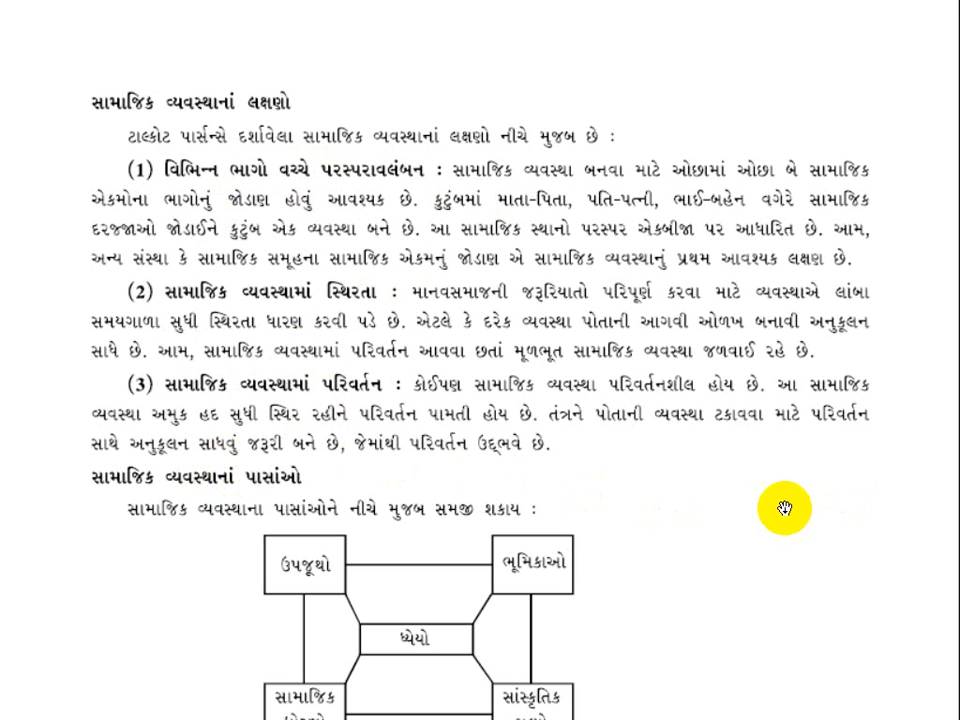 સામાજિક વ્યવસ્થાનાં લક્ષણો
ટાલ્કોટ પાર્સન્સે દર્શાવેલા સામાજિક વ્યવસ્થાનાં લક્ષણો નીચે મુજબ છે :
(1) વિભિન્ન ભાગો વચ્ચે પરસ્પરાવલંબન : સામાજિક વ્યવસ્થા બનવા માટે ઓછામાં ઓછા બે સામાજિક
એકમોના ભાગોનું જોડાણ હોવું આવશ્યક છે. કુટુંબમાં માતા-પિતા, પતિ-પત્ની, ભાઈ-બહેન વગેરે સામાજિક
દરજજાઓ જોડાઈને કુટુંબ એક વ્યવસ્થા બને છે. આ સામાજિક સ્થાનો પરસ્પર એકબીજા પર આધારિત છે. આમ,
અન્ય સંસ્થા કે સામાજિક સમૂહના સામાજિક એકમનું જોડાણ એ સામાજિક વ્યવસ્થાનું પ્રથમ આવશ્યક લક્ષણ છે.
(2) સામાજિક વ્યવસ્થામાં સ્થિરતા : માનવસમાજની જરૂરિયાતો પરિપૂર્ણ કરવા માટે વ્યવસ્થાએ લાંબા
સમયગાળા સુધી સ્થિરતા ધારણ કરવી પડે છે. એટલે કે દરેક વ્યવસ્થા પોતાની આગવી ઓળખ બનાવી અનુકૂલન
સાધે છે. આમ, સામાજિક વ્યવસ્થામાં પરિવર્તન આવવા છતાં મૂળભૂત સામાજિક વ્યવસ્થા જળવાઈ રહે છે.
(3) સામાજિક વ્યવસ્થામાં પરિવર્તન : કોઈપણ સામાજિક વ્યવસ્થા પરિવર્તનશીલ હોય છે. આ સામાજિક
વ્યવસ્થા અમુક હદ સુધી સ્થિર રહીને પરિવર્તન પામતી હોય છે. તંત્રને પોતાની વ્યવસ્થા ટકાવવા માટે પરિવર્તન
સાથે અનુકૂલન સાધવું જરૂરી બને છે, જેમાંથી પરિવર્તન ઉદ્ભવે છે.
સામાજિક વ્યવસ્થાનાં પાસાંઓ
સામાજિક વ્યવસ્થાના પાસાંઓને નીચે મુજબ સમજી શકાય :
ઉપજૂથો
ભૂમિકાઓ
ધ્યેયો
સામાજિક
સાંસ્કૃતિક